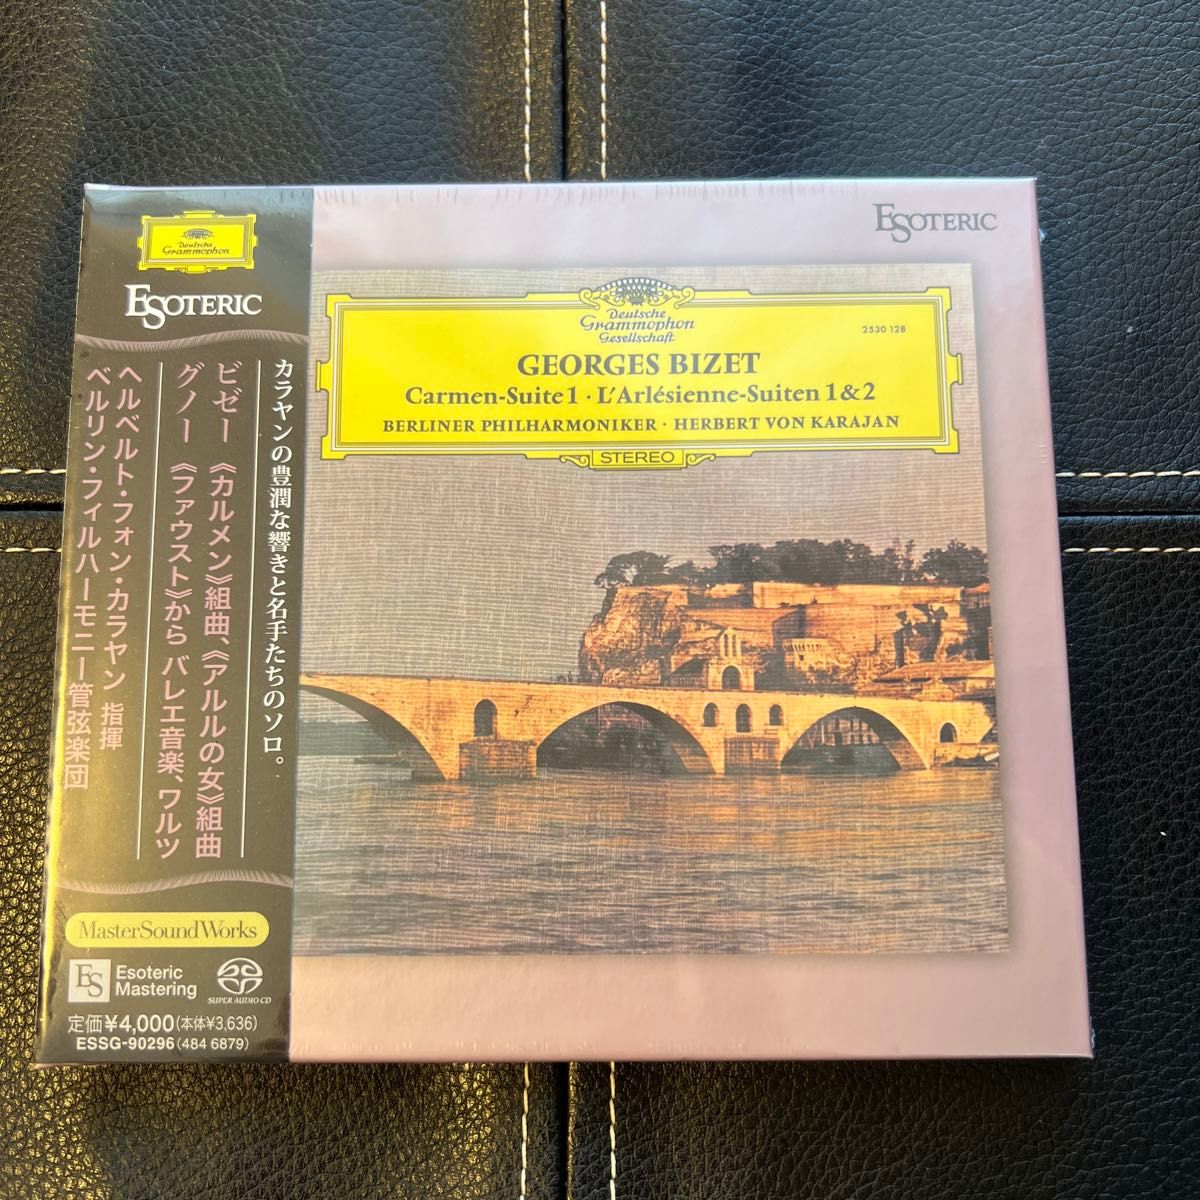 Deutsche
Grammophon
ESOTERIC
カラヤンの豊潤な響きと名手たちのソロ。
ビゼー 《カルメン》組曲、《アルルの女》組曲
グノー 《ファウスト》から バレエ音楽、ワルツ
ヘルベルト・フォン・カラヤン 指揮
ベルリン・フィルハーモニー管弦楽団
MasterSoundWorks
ES
Esoteric
Mastering
SUPER AUDIO CD
定価¥4,000(本体¥3,636)
ESSG-90296(484 6879)
ESOTERIC
Deutsche
Grammophon
Gesellschaft
2530 128
GEORGES BIZET
Carmen-Suite 1 · L'Arlésienne-Suiten 1 & 2
BERLINER PHILHARMONIKER · HERBERT VON KARAJAN
STEREO